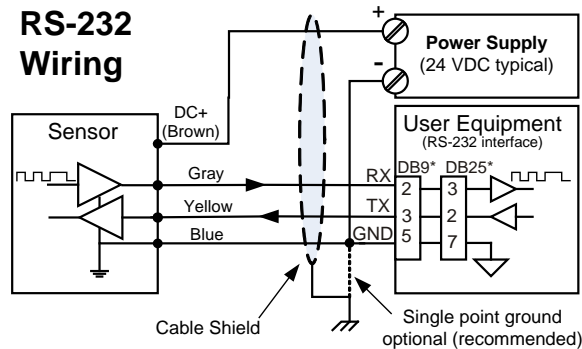 RS-232
Wiring
+
Power Supply
(24 VDC typical)
-
DC+
(Brown)
Sensor
User Equipment
(RS-232 interface)
DB9* DB25*
Gray
RX
2
3
Yellow
TX
3
2
Blue
GND
5
7
Cable Shield
Single point ground
optional (recommended)